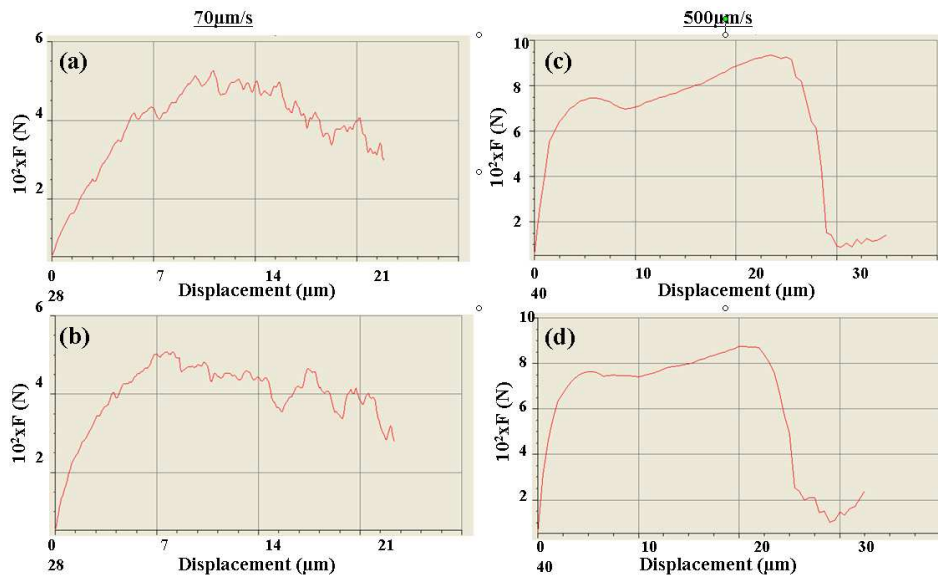 70µm/s
500µm/s
(a)
6
4
2
10²xF (N)
0 7 14 21
28
Displacement (µm)
(c)
10
8
6
4
2
10²xF (N)
0 10 20 30
40
Displacement (µm)
(b)
6
4
2
10²xF (N)
0 7 14 21
28
Displacement (µm)
(d)
10
8
6
4
2
10²xF (N)
0 10 20 30
40
Displacement (µm)